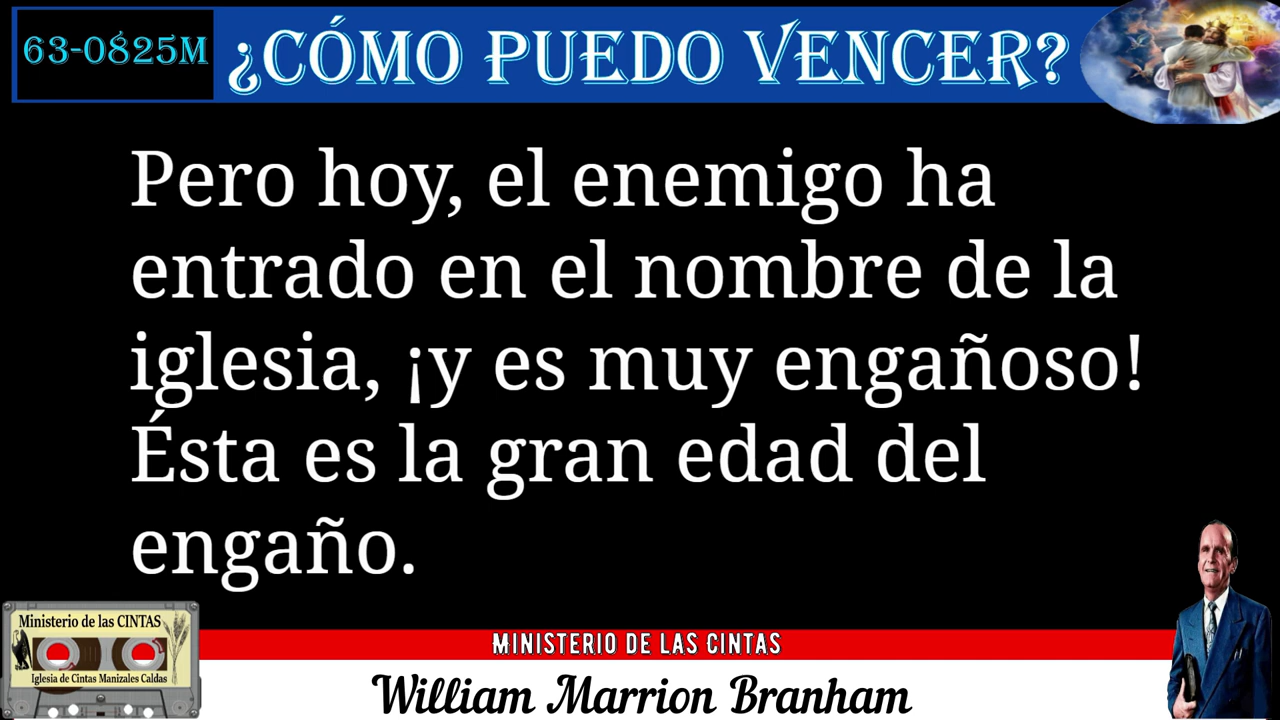 63-0825M
¿CÓMO PUEDO VENCER?
Pero hoy, el enemigo ha
entrado en el nombre de la
iglesia, ¡y es muy engañoso!
Ésta es la gran edad del
engaño.
Ministerio de las CINTAS
Iglesia de Cintas Manizales Caldas
MINISTERIO DE LAS CINTAS
William Marrion Branham